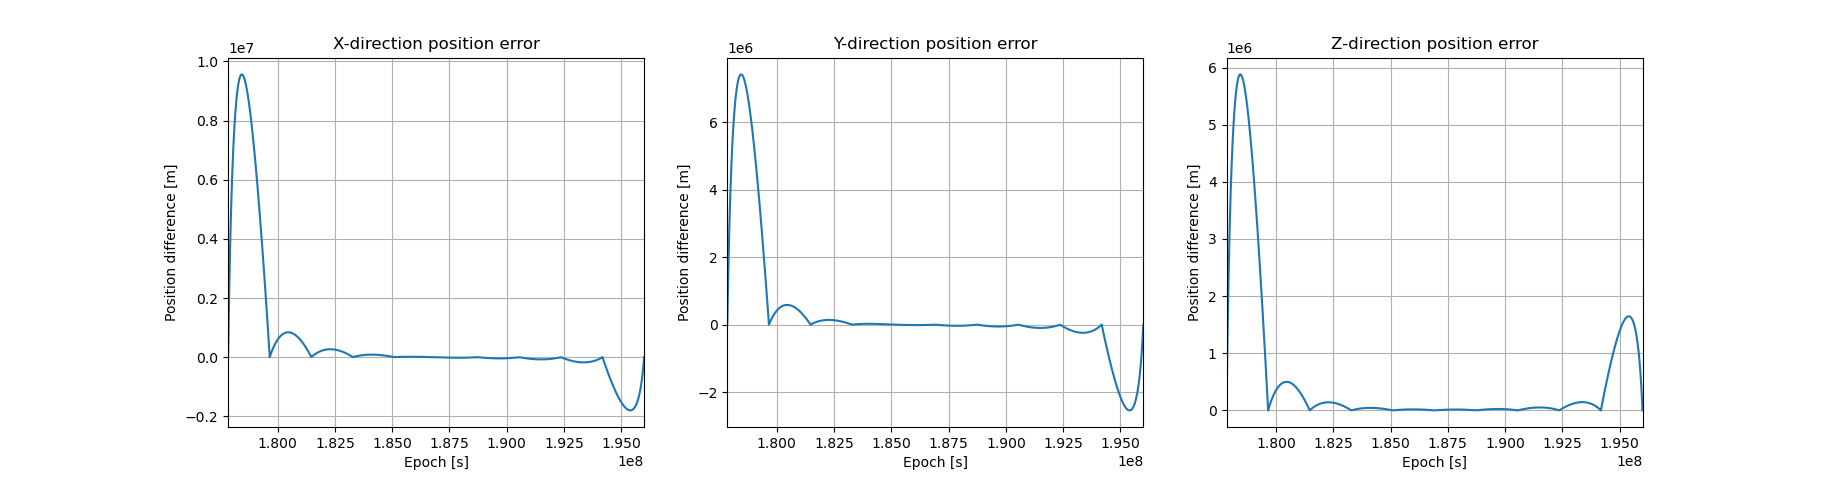 X-direction position error
1e7
1.0
0.8
0.6
0.4
0.2
0.0
−0.2
Position difference [m]
1.800 1.825 1.850 1.875 1.900 1.925 1.950
Epoch [s]
1e8
Y-direction position error
1e6
6
4
2
0
−2
Position difference [m]
1.800 1.825 1.850 1.875 1.900 1.925 1.950
Epoch [s]
1e8
Z-direction position error
1e6
6
5
4
3
2
1
0
Position difference [m]
1.800 1.825 1.850 1.875 1.900 1.925 1.950
Epoch [s]
1e8